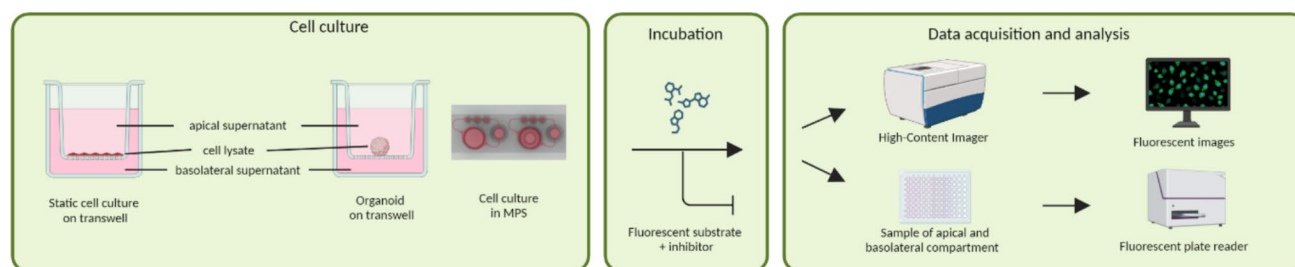 Cell culture
apical supernatant
cell lysate
basolateral supernatant
Static cell culture
on transwell
Organoid
on transwell
Cell culture
in MPS
Incubation
Fluorescent substrate
+ inhibitor
Data acquisition and analysis
High-Content Imager
Fluorescent images
Sample of apical and
basolateral compartment
Fluorescent plate reader